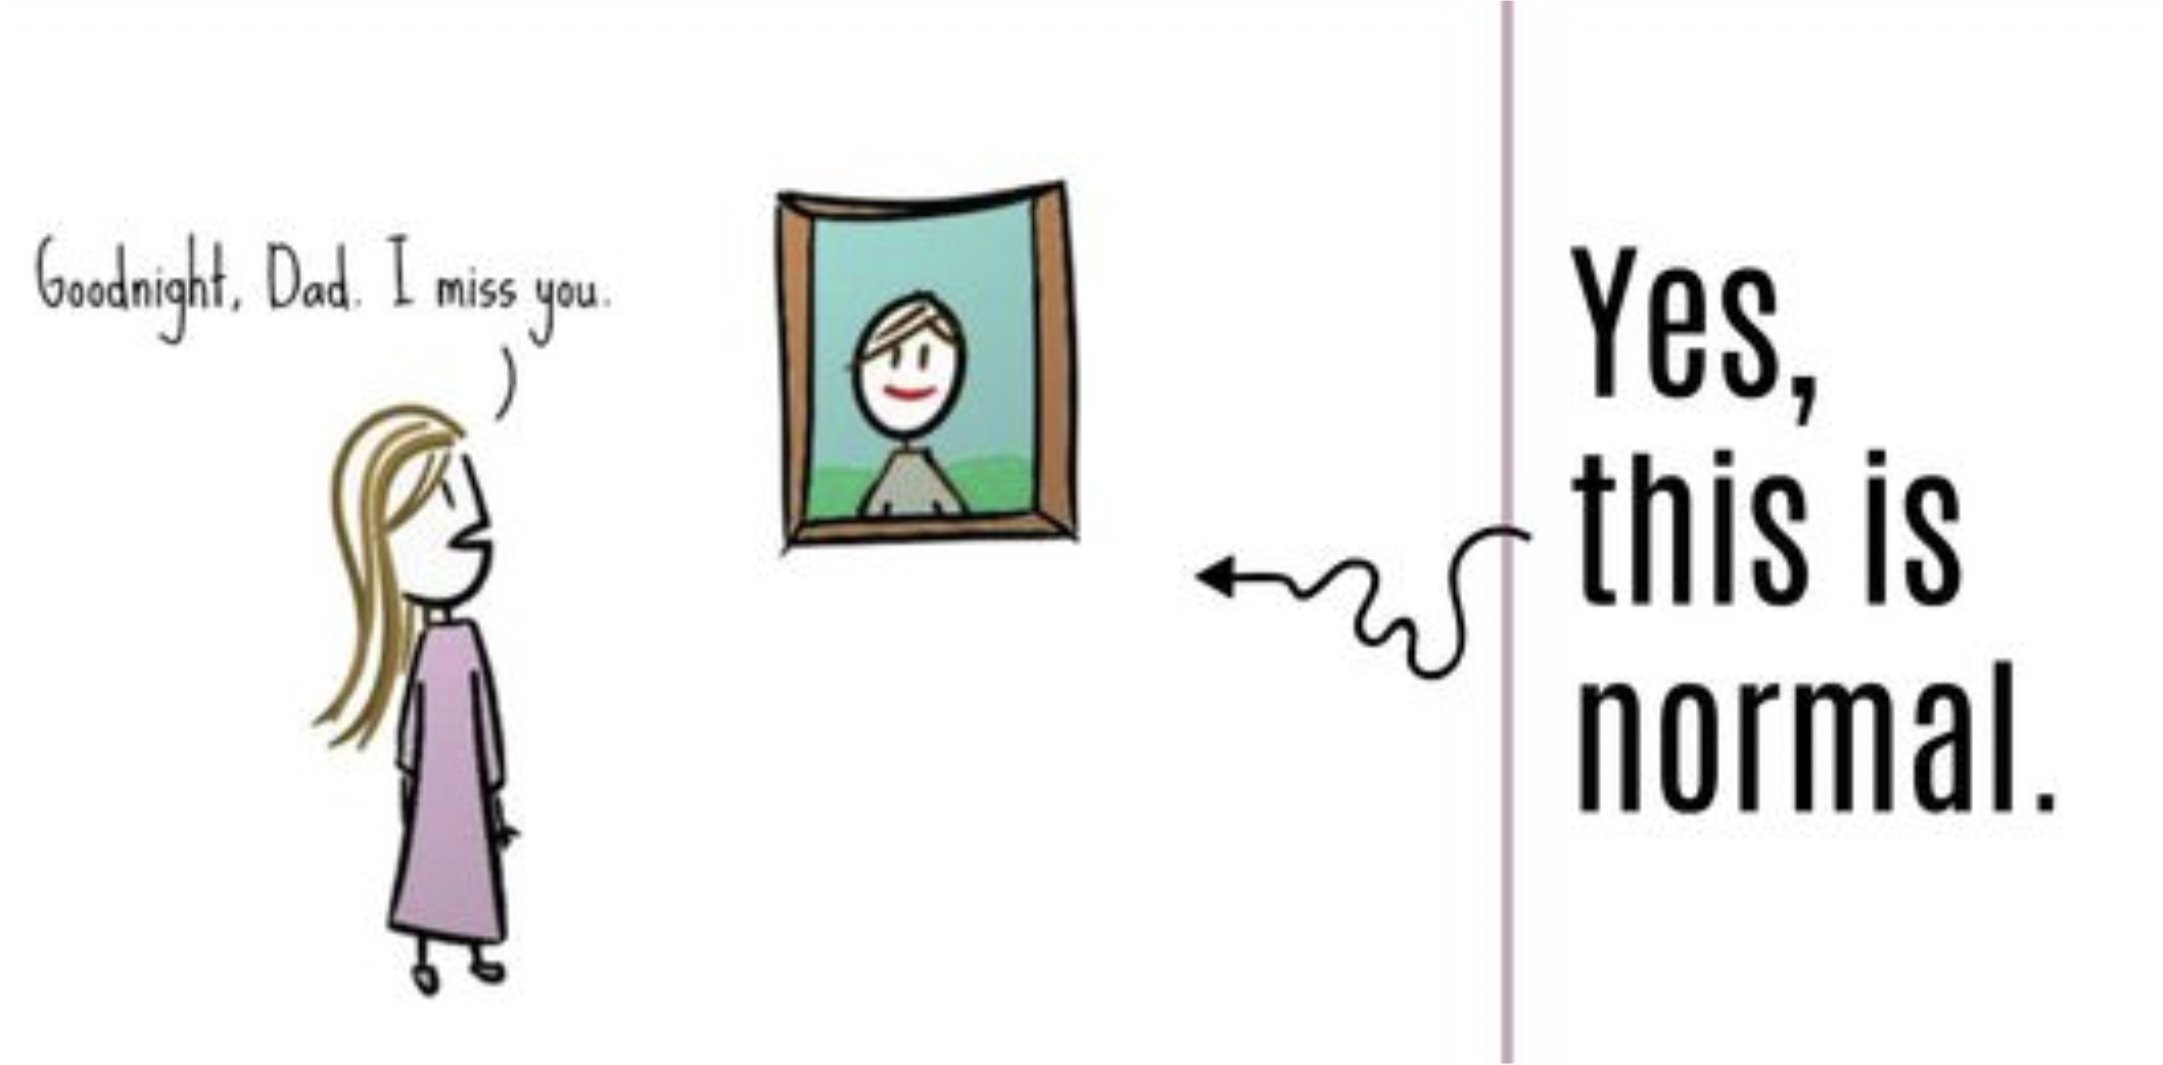 Goodnight, Dad. I miss you.
Yes,
this is
normal.